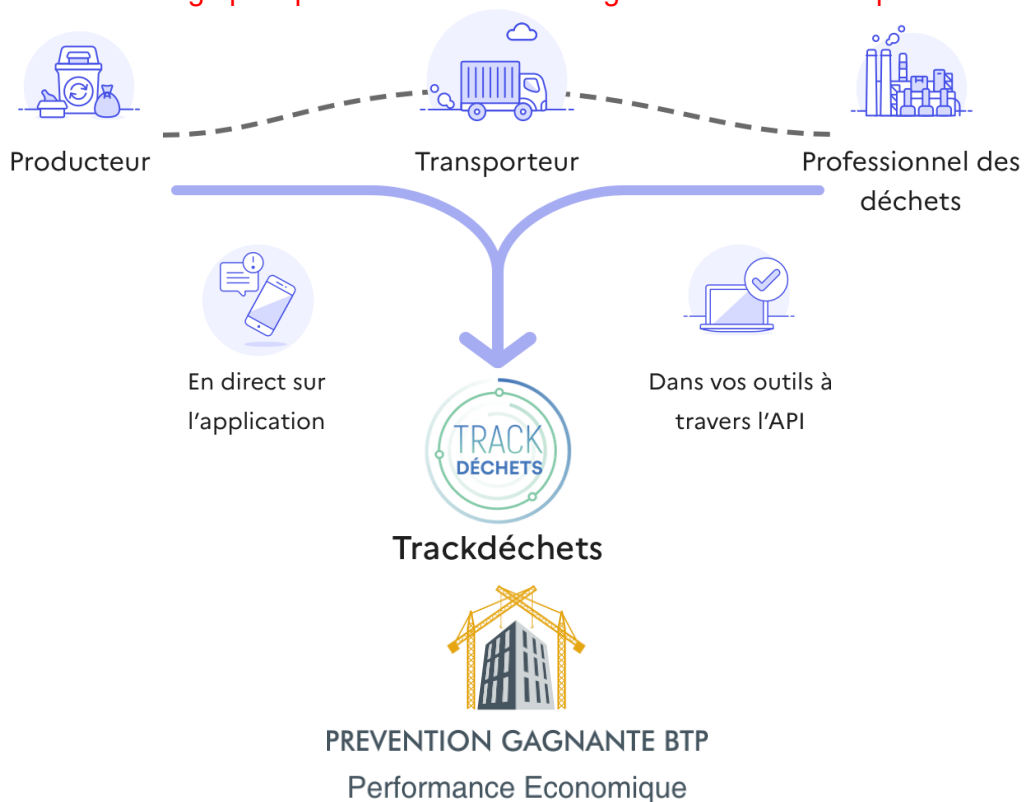 Producteur
Transporteur
Professionnel des
déchets
En direct sur
l’application
Dans vos outils à
travers l’API
TRACK
DÉCHETS
Trackdéchets
PREVENTION GAGNANTE BTP
Performance Economique